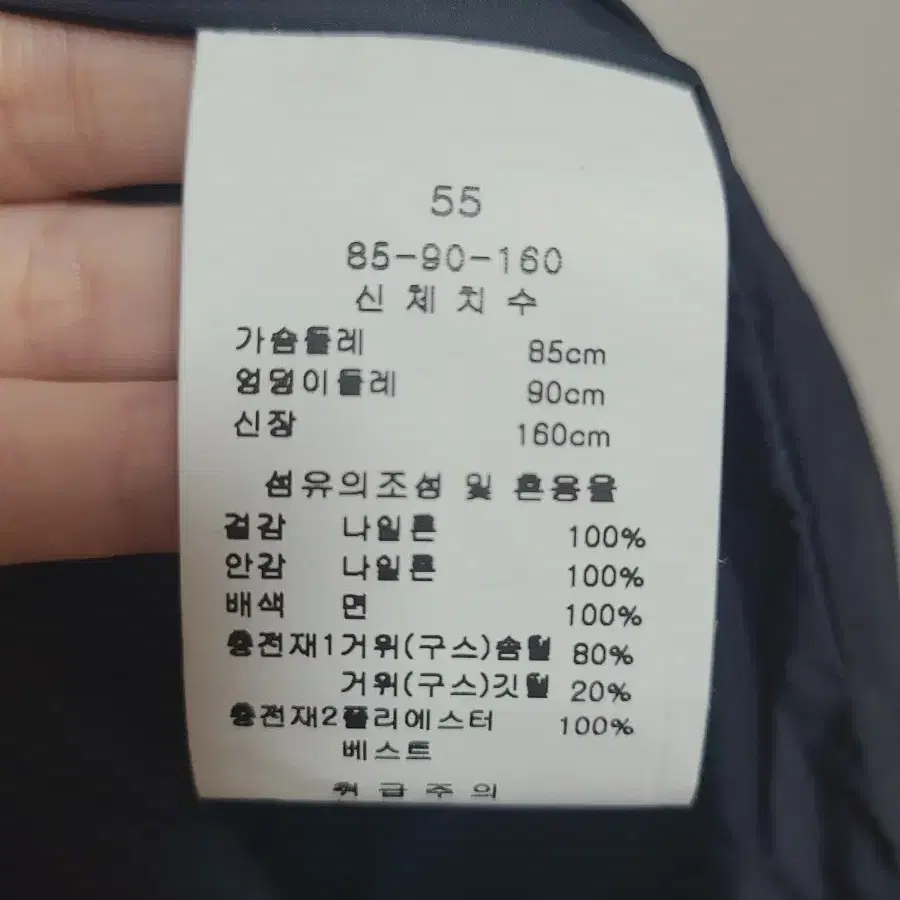 55
85-90-160
신체치수
가슴둘레 85cm
엉덩이둘레 90cm
신장 160cm
섬유의조성 및 혼용율
겉감 나일론 100%
안감 나일론 100%
배색 면 100%
충전재1 거위(구스)솜털 80%
거위(구스)깃털 20%
충전재2 폴리에스터 100%
베스트
취급주의